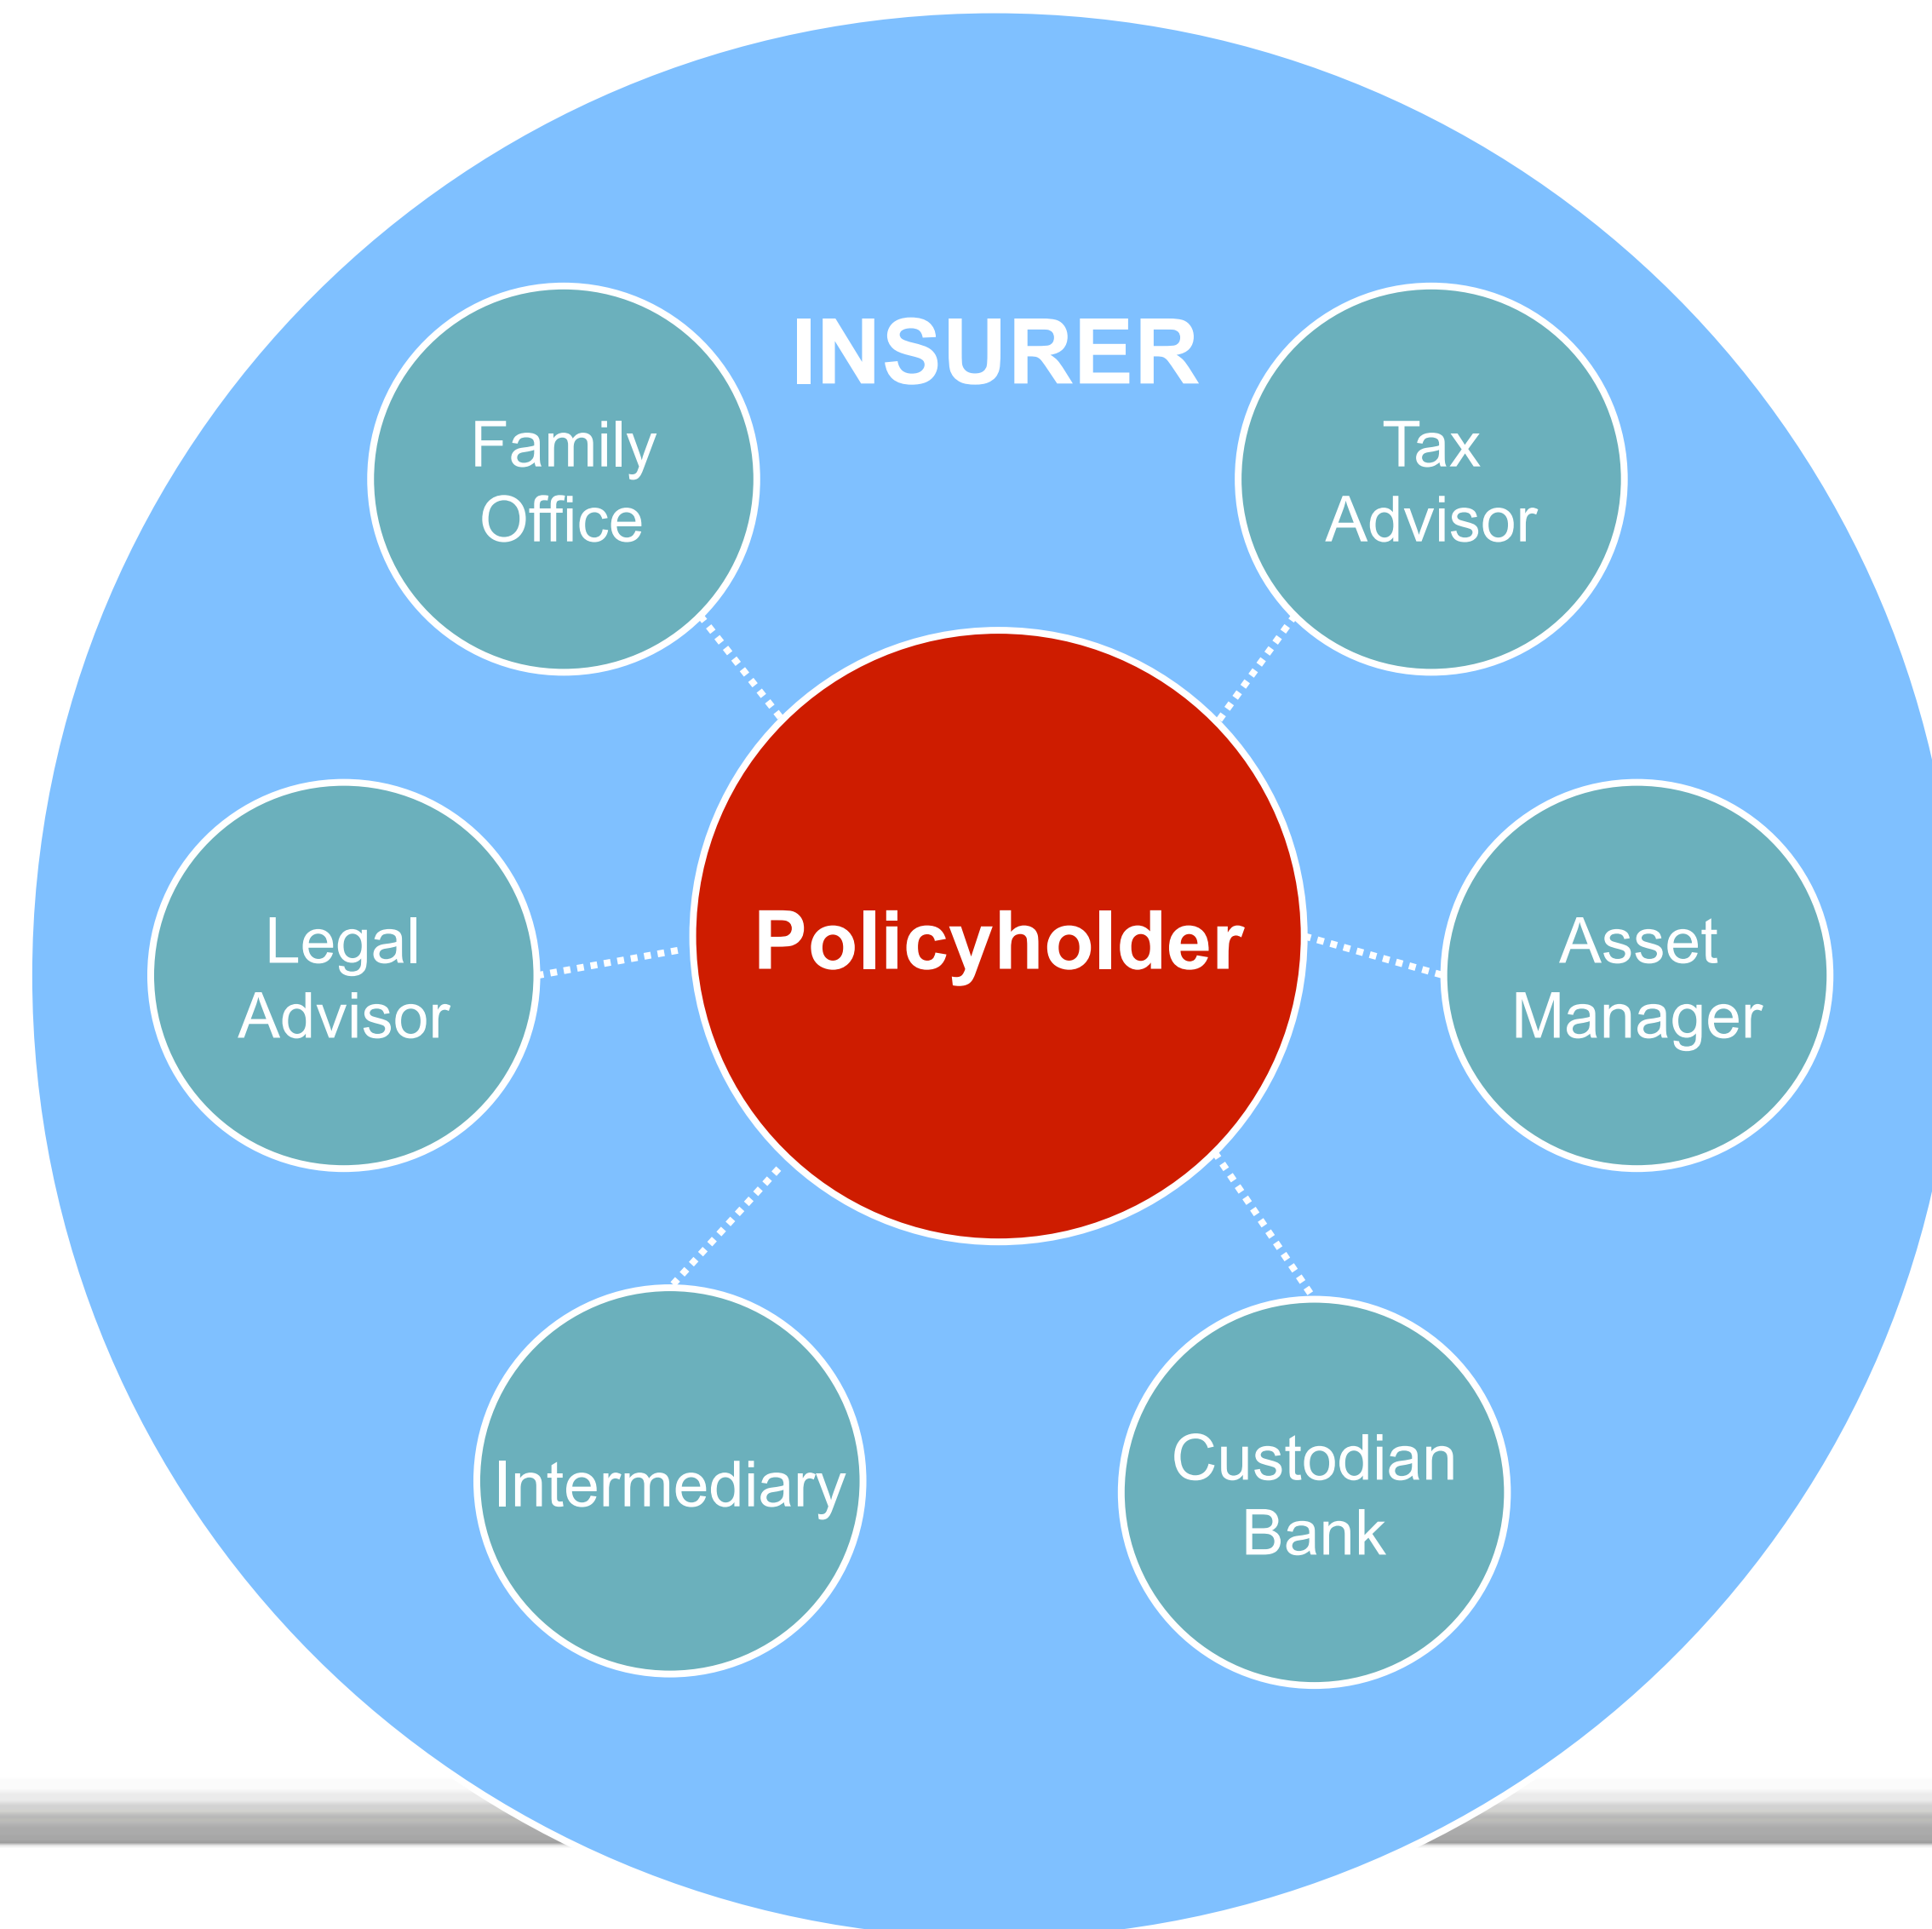 INSURER
Family
Office
Tax
Advisor
Policyholder
Legal
Advisor
Asset
Manager
Intermediary
Custodian
Bank